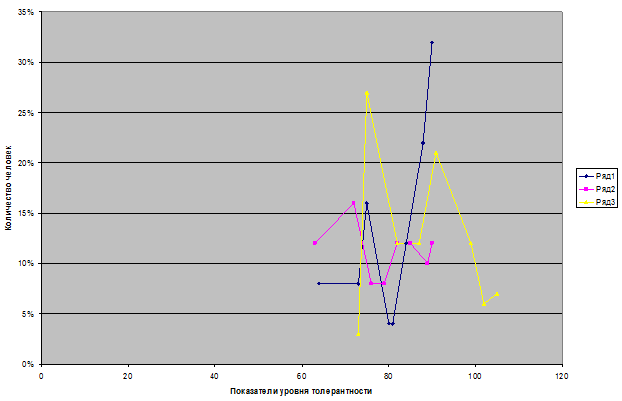 35%
30%
25%
20%
15%
10%
5%
0%
Количество человек
0 20 40 60 80 100 120
Показатели уровня толерантности
Ряд1
Ряд2
Ряд3